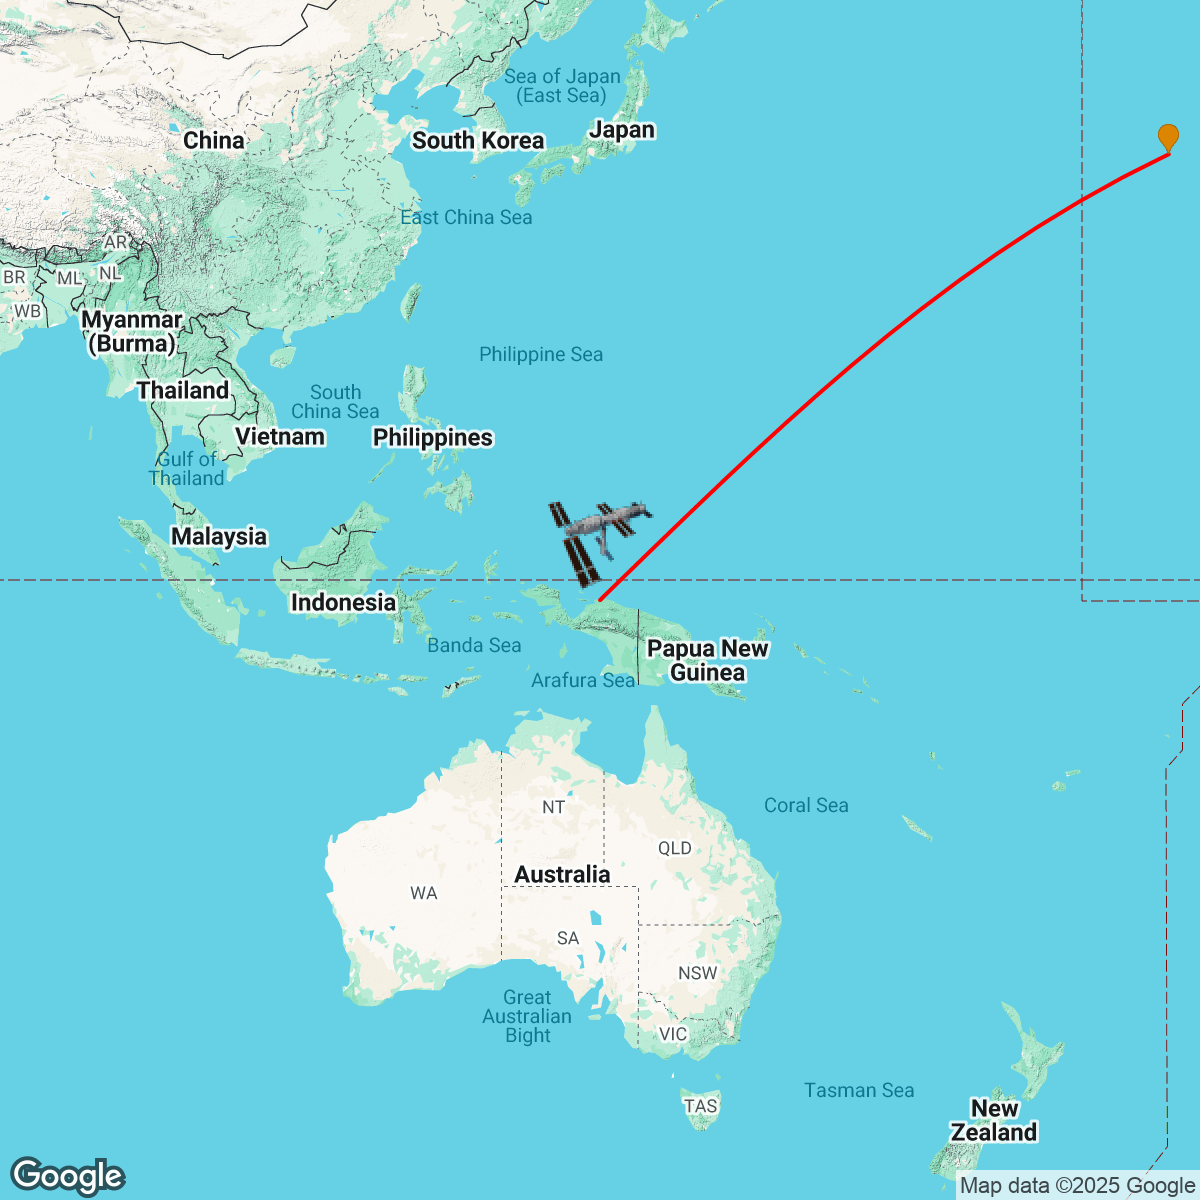 Sea of Japan
(East Sea)
China
South Korea
Japan
East China Sea
AR
BR
ML
NL
WB
Myanmar
(Burma)
Philippine Sea
Thailand
South
China Sea
Vietnam
Philippines
Gulf of
Thailand
Malaysia
Indonesia
Banda Sea
Papua New
Guinea
Arafura Sea
NT
Coral Sea
QLD
Australia
WA
SA
NSW
Great
Australian
Bight
VIC
Tasman Sea
TAS
New
Zealand
Google
Map data ©2025 Google